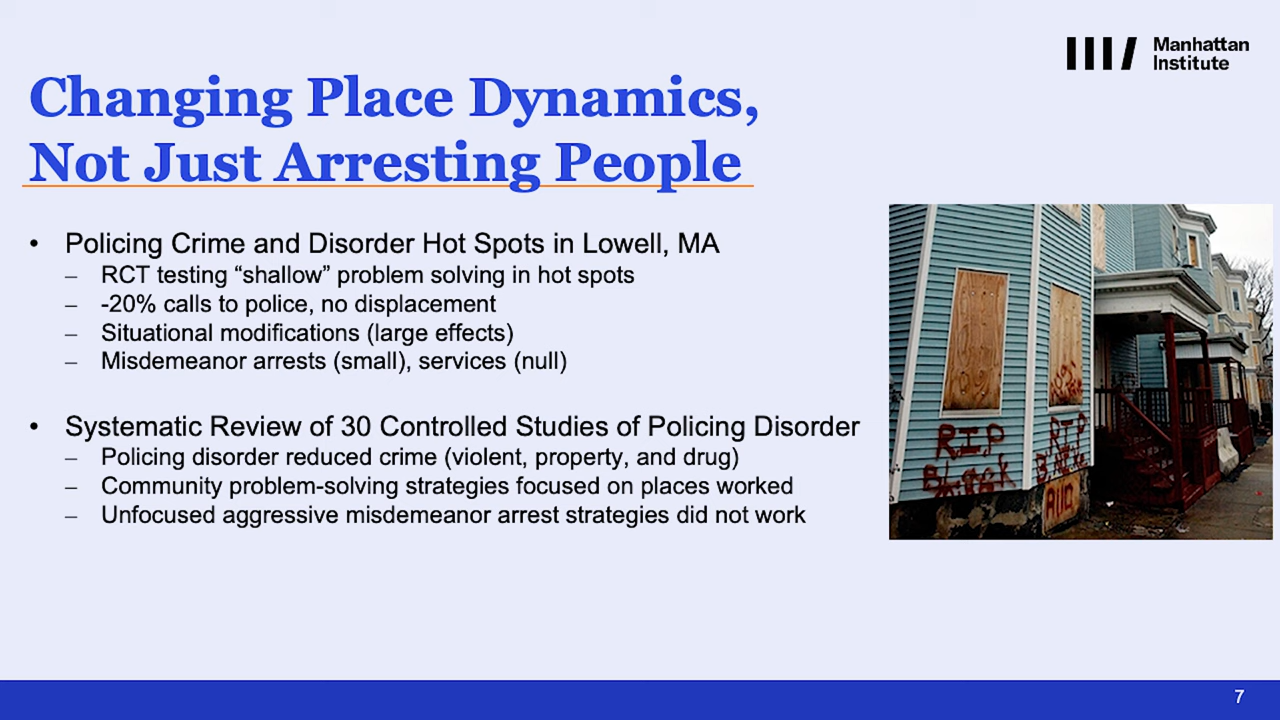 Manhattan
Institute
Changing Place Dynamics,
Not Just Arresting People
• Policing Crime and Disorder Hot Spots in Lowell, MA
– RCT testing “shallow” problem solving in hot spots
– -20% calls to police, no displacement
– Situational modifications (large effects)
– Misdemeanor arrests (small), services (null)
• Systematic Review of 30 Controlled Studies of Policing Disorder
– Policing disorder reduced crime (violent, property, and drug)
– Community problem-solving strategies focused on places worked
– Unfocused aggressive misdemeanor arrest strategies did not work
RIP
RIP
7